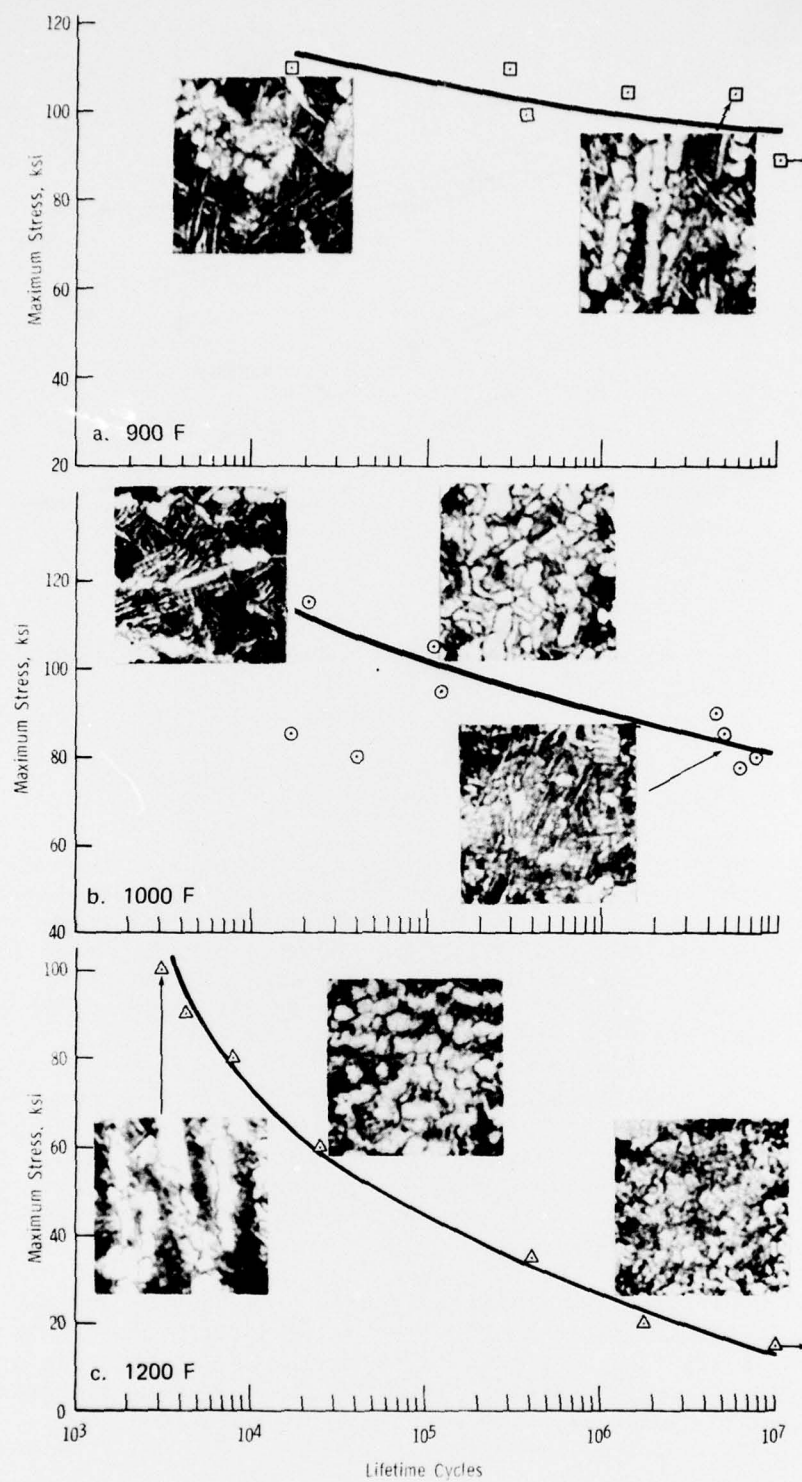 120
100
80
60
40
20
Maximum Stress, ksi
a. 900 F
120
100
80
60
40
Maximum Stress, ksi
b. 1000 F
100
80
60
40
20
0
Maximum Stress, ksi
c. 1200 F
10³ 10⁴ 10⁵ 10⁶ 10⁷
Lifetime Cycles